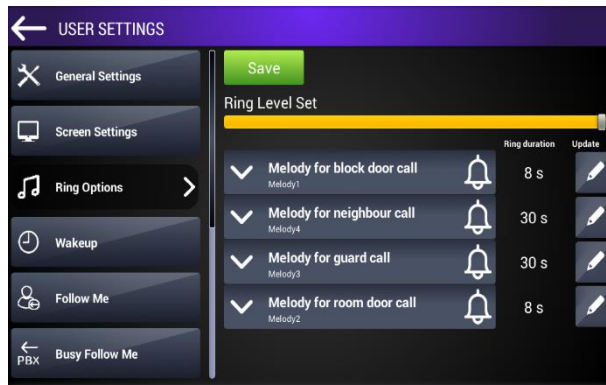 USER SETTINGS
General Settings
Screen Settings
Ring Options
Wakeup
Follow Me
PBX
Busy Follow Me
Save
Ring Level Set
Ring duration Update
Melody for block door call
Melody1
8 s
Melody for neighbour call
Melody4
30 s
Melody for guard call
Melody3
30 s
Melody for room door call
Melody2
8 s